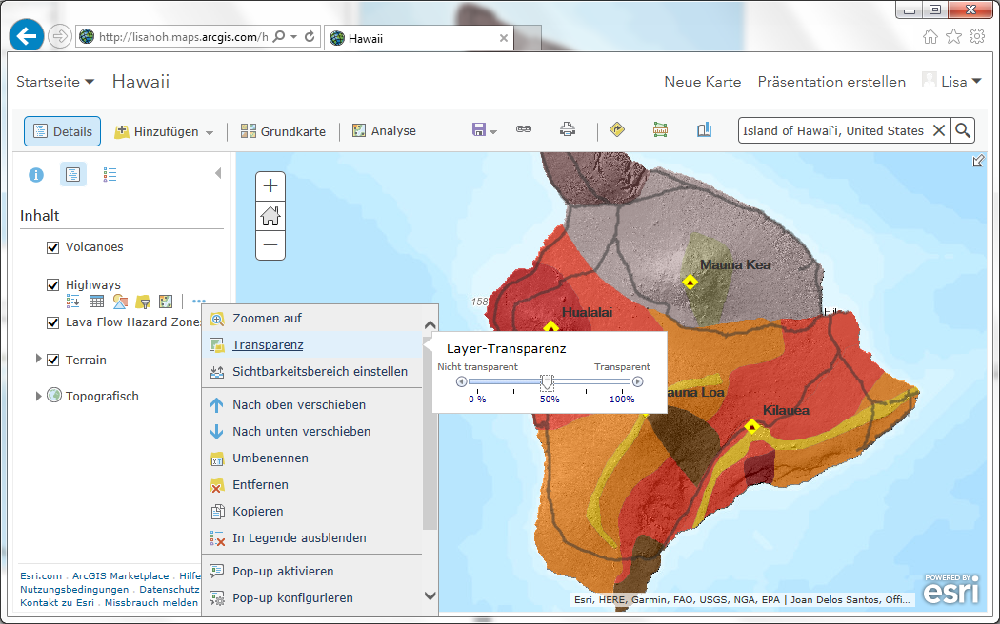 http://lisahoh.maps.arcgis.com/h
Hawaii
Startseite
Hawaii
Neue Karte
Präsentation erstellen
Lisa
Details
Hinzufügen
Grundkarte
Analyse
Island of Hawai`i, United States
Inhalt
Volcanoes
Highways
Lava Flow Hazard Zones
Terrain
Topografisch
Zoomen auf
Transparenz
Sichtbarkeitsbereich einstellen
Nach oben verschieben
Nach unten verschieben
Umbenennen
Entfernen
Kopieren
In Legende ausblenden
Pop-up aktivieren
Pop-up konfigurieren
Layer-Transparenz
Nicht transparent
Transparent
0 %
50%
100%
Mauna Kea
Hualalai
auna Loa
Kilauea
Hil
158
Esri.com . ArcGIS Marketplace . Hilfe
Nutzungsbedingungen . Datenschutz
Kontakt zu Esri . Missbrauch melden
Esri, HERE, Garmin, FAO, USGS, NGA, EPA | Joan Delos Santos, Offi...
POWERED BY
esri